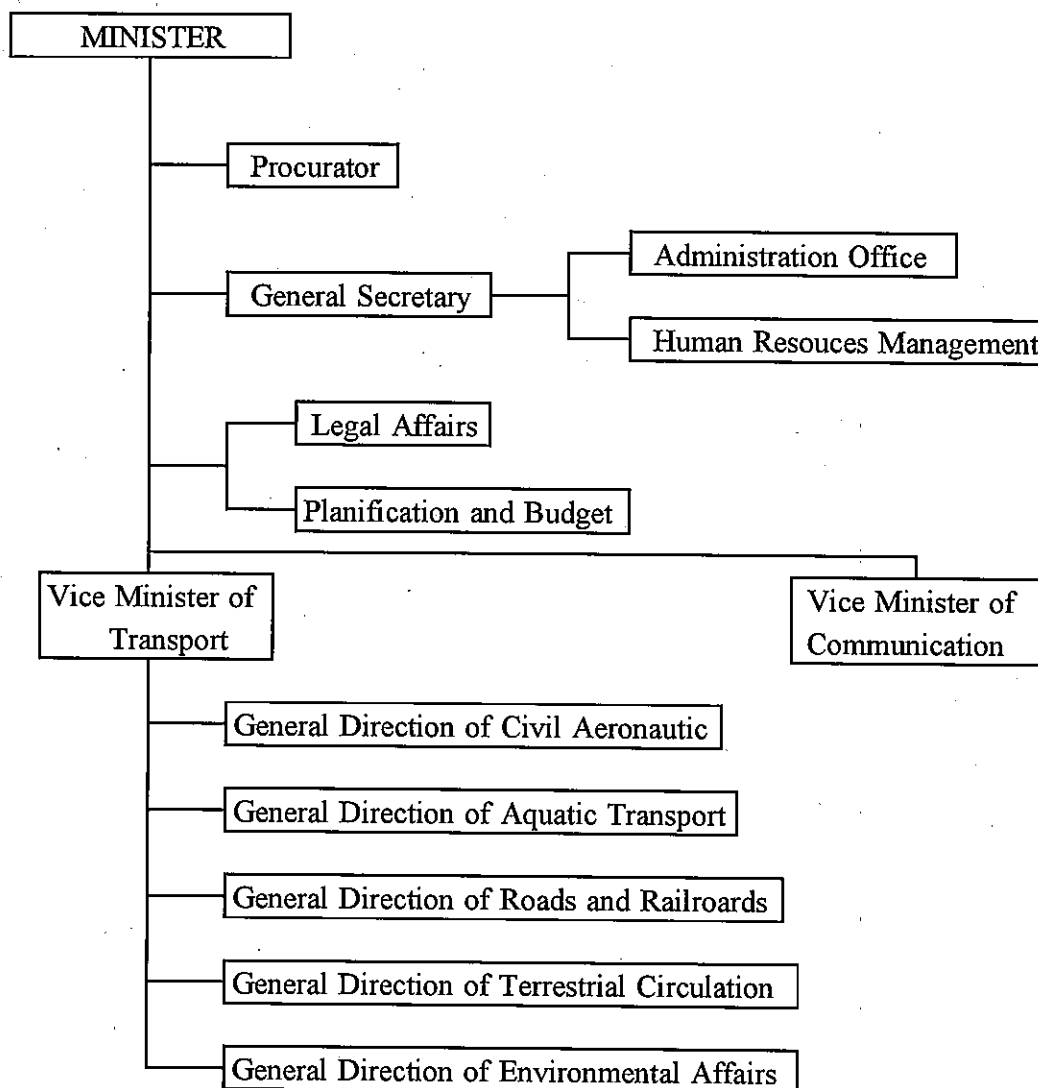 MINISTER
Procurator
General Secretary
Administration Office
Human Resouces Management
Legal Affairs
Planification and Budget
Vice Minister of
Transport
Vice Minister of
Communication
General Direction of Civil Aeronautic
General Direction of Aquatic Transport
General Direction of Roads and Railroards
General Direction of Terrestrial Circulation
General Direction of Environmental Affairs